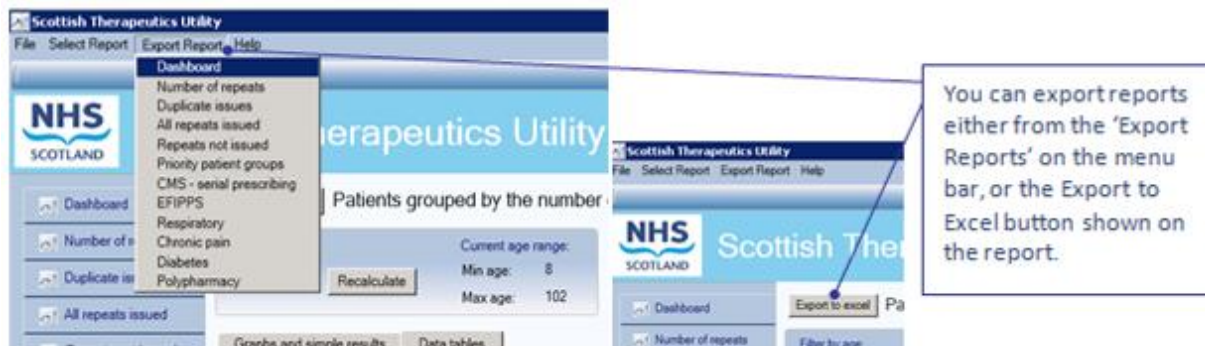 Scottish Therapeutics Utility
File Select Report Export Report Help
Dashboard
Number of repeats
Duplicate issues
All repeats issued
Repeats not issued
Priority patient groups
CMS - serial prescribing
EFIPPS
Respiratory
Chronic pain
Diabetes
Polypharmacy
NHS
SCOTLAND
herapeutics Utility
Dashboard
Number of
Duplicate
All repeats issued
Patients grouped by the number
Current age range:
Min age: 8
Max age: 102
Recalculate
Graphs and simple results Data tables
Scottish Therapeutics Utility
File Select Report Export Report Help
NHS
SCOTLAND
Scottish Ther
Dashboard
Number of repeats
Export to excel Pa
Filter by age
You can export reports
either from the ‘Export
Reports’ on the menu
bar, or the Export to
Excel button shown on
the report.